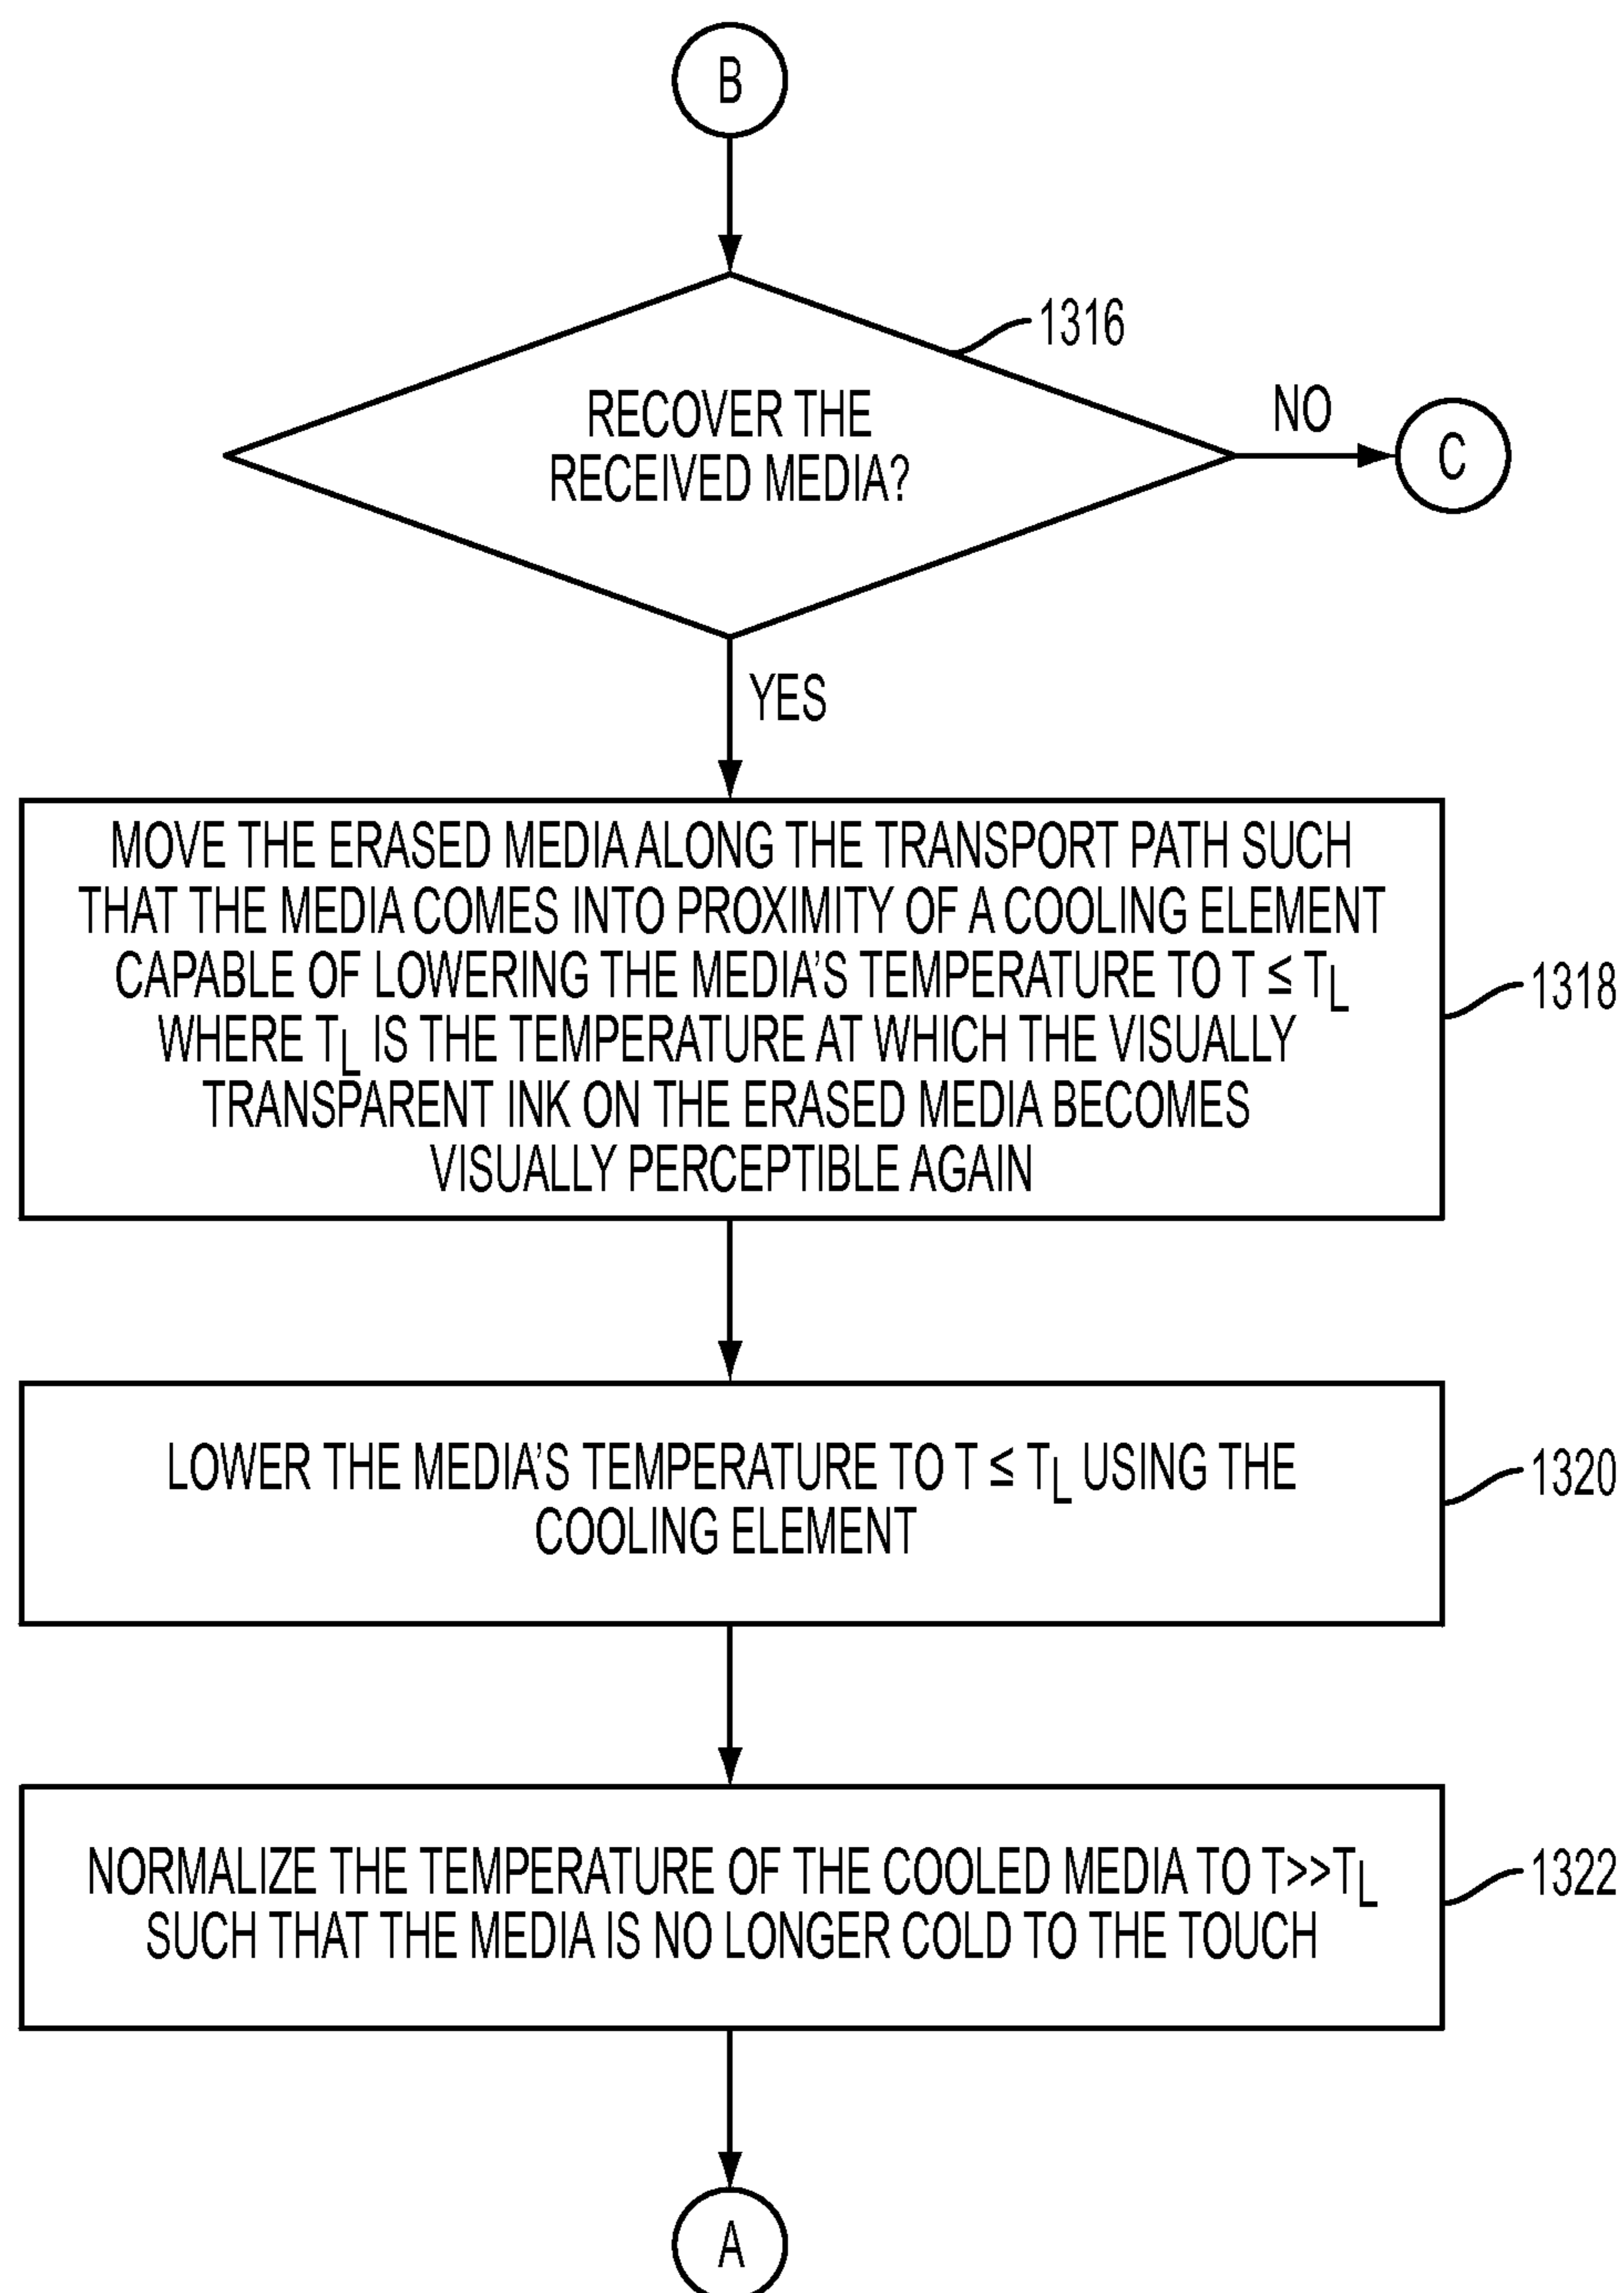 B
1316
RECOVER THE
RECEIVED MEDIA?
NO
C
YES
MOVE THE ERASED MEDIA ALONG THE TRANSPORT PATH SUCH
THAT THE MEDIA COMES INTO PROXIMITY OF A COOLING ELEMENT
CAPABLE OF LOWERING THE MEDIA'S TEMPERATURE TO T ≤ TL
WHERE TL IS THE TEMPERATURE AT WHICH THE VISUALLY
TRANSPARENT INK ON THE ERASED MEDIA BECOMES
VISUALLY PERCEPTIBLE AGAIN
1318
LOWER THE MEDIA'S TEMPERATURE TO T ≤ TL USING THE
COOLING ELEMENT
1320
NORMALIZE THE TEMPERATURE OF THE COOLED MEDIA TO T>>TL
SUCH THAT THE MEDIA IS NO LONGER COLD TO THE TOUCH
1322
A